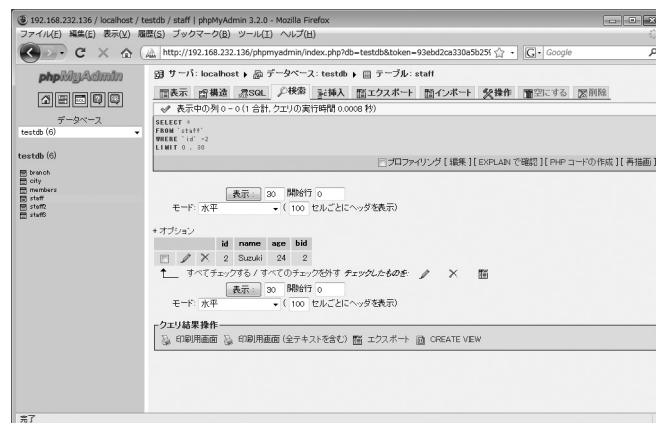 192.168.232.136 / localhost / testdb / staff | phpMyAdmin 3.2.0 - Mozilla Firefox
ファイル(F) 編集(E) 表示(V) 履歴(S) ブックマーク(B) ツール(T) ヘルプ(H)
http://192.168.232.136/phpmyadmin/index.php?db=testdb&token=93ebd2ca330a5b25
Google
phpMyAdmin
データベース
testdb (6)
testdb (6)
branch
city
members
staff
staff2
staff3
サーバ: localhost ▸ データベース: testdb ▸ テーブル: staff
表示 構造 SQL 検索 挿入 エクスポート インポート 操作 空にする 削除
表示中の列 0 - 0 (1 合計, クエリの実行時間 0.0008 秒)
SELECT *
FROM `staff`
WHERE `id` =2
LIMIT 0 , 30
プロファイリング [ 編集 ] [ EXPLAIN で確認 ] [ PHP コードの作成 ] [ 再描画 ]
表示 : 30 開始行 0
モード: 水平 ( 100 セルごとにヘッダを表示)
+ オプション
id name age bid
2 Suzuki 24 2
すべてチェックする / すべてのチェックを外す チェックしたものを:
表示 : 30 開始行 0
モード: 水平 ( 100 セルごとにヘッダを表示)
クエリ結果操作
印刷用画面 印刷用画面 (全テキストを含む) エクスポート CREATE VIEW
完了